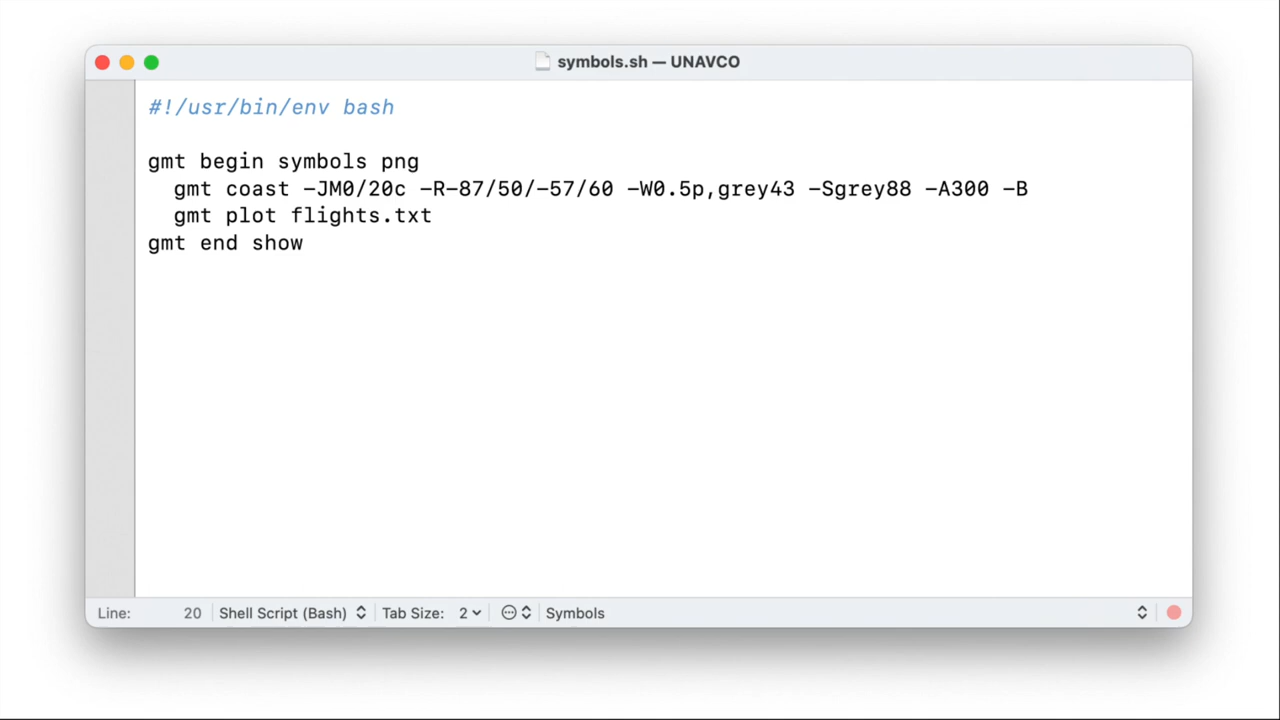 symbols.sh — UNAVCO
#!/usr/bin/env bash
gmt begin symbols png
gmt coast -JM0/20c -R-87/50/-57/60 -W0.5p,grey43 -Sgrey88 -A300 -B
gmt plot flights.txt
gmt end show
Line: 20 Shell Script (Bash) Tab Size: 2 Symbols